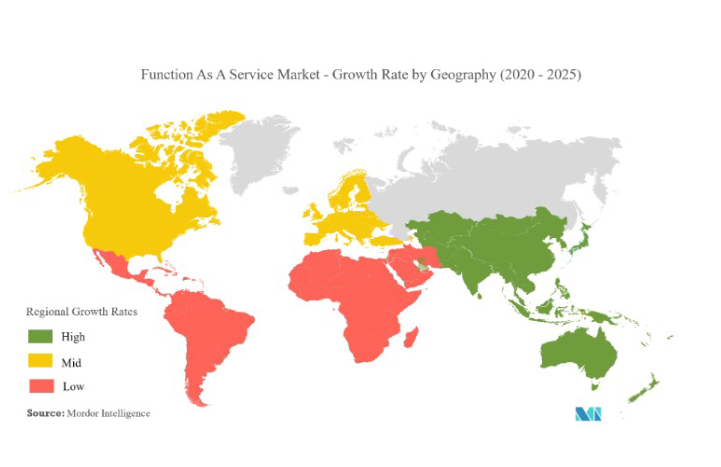 Function As A Service Market - Growth Rate by Geography (2020 - 2025)
Regional Growth Rates
High
Mid
Low
Source: Mordor Intelligence